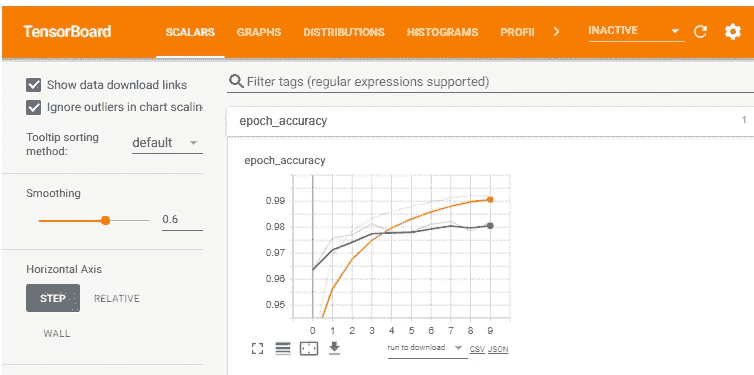 TensorBoard SCALARS GRAPHS DISTRIBUTIONS HISTOGRAMS PROFI INACTIVE
Show data download links
Ignore outliers in chart scalin
Tooltip sorting
method: default
Smoothing
0.6
Horizontal Axis
STEP RELATIVE
WALL
Filter tags (regular expressions supported)
epoch_accuracy 1
epoch_accuracy
0.99
0.98
0.97
0.96
0.95
0 1 2 3 4 5 6 7 8 9
run to download CSV JSON